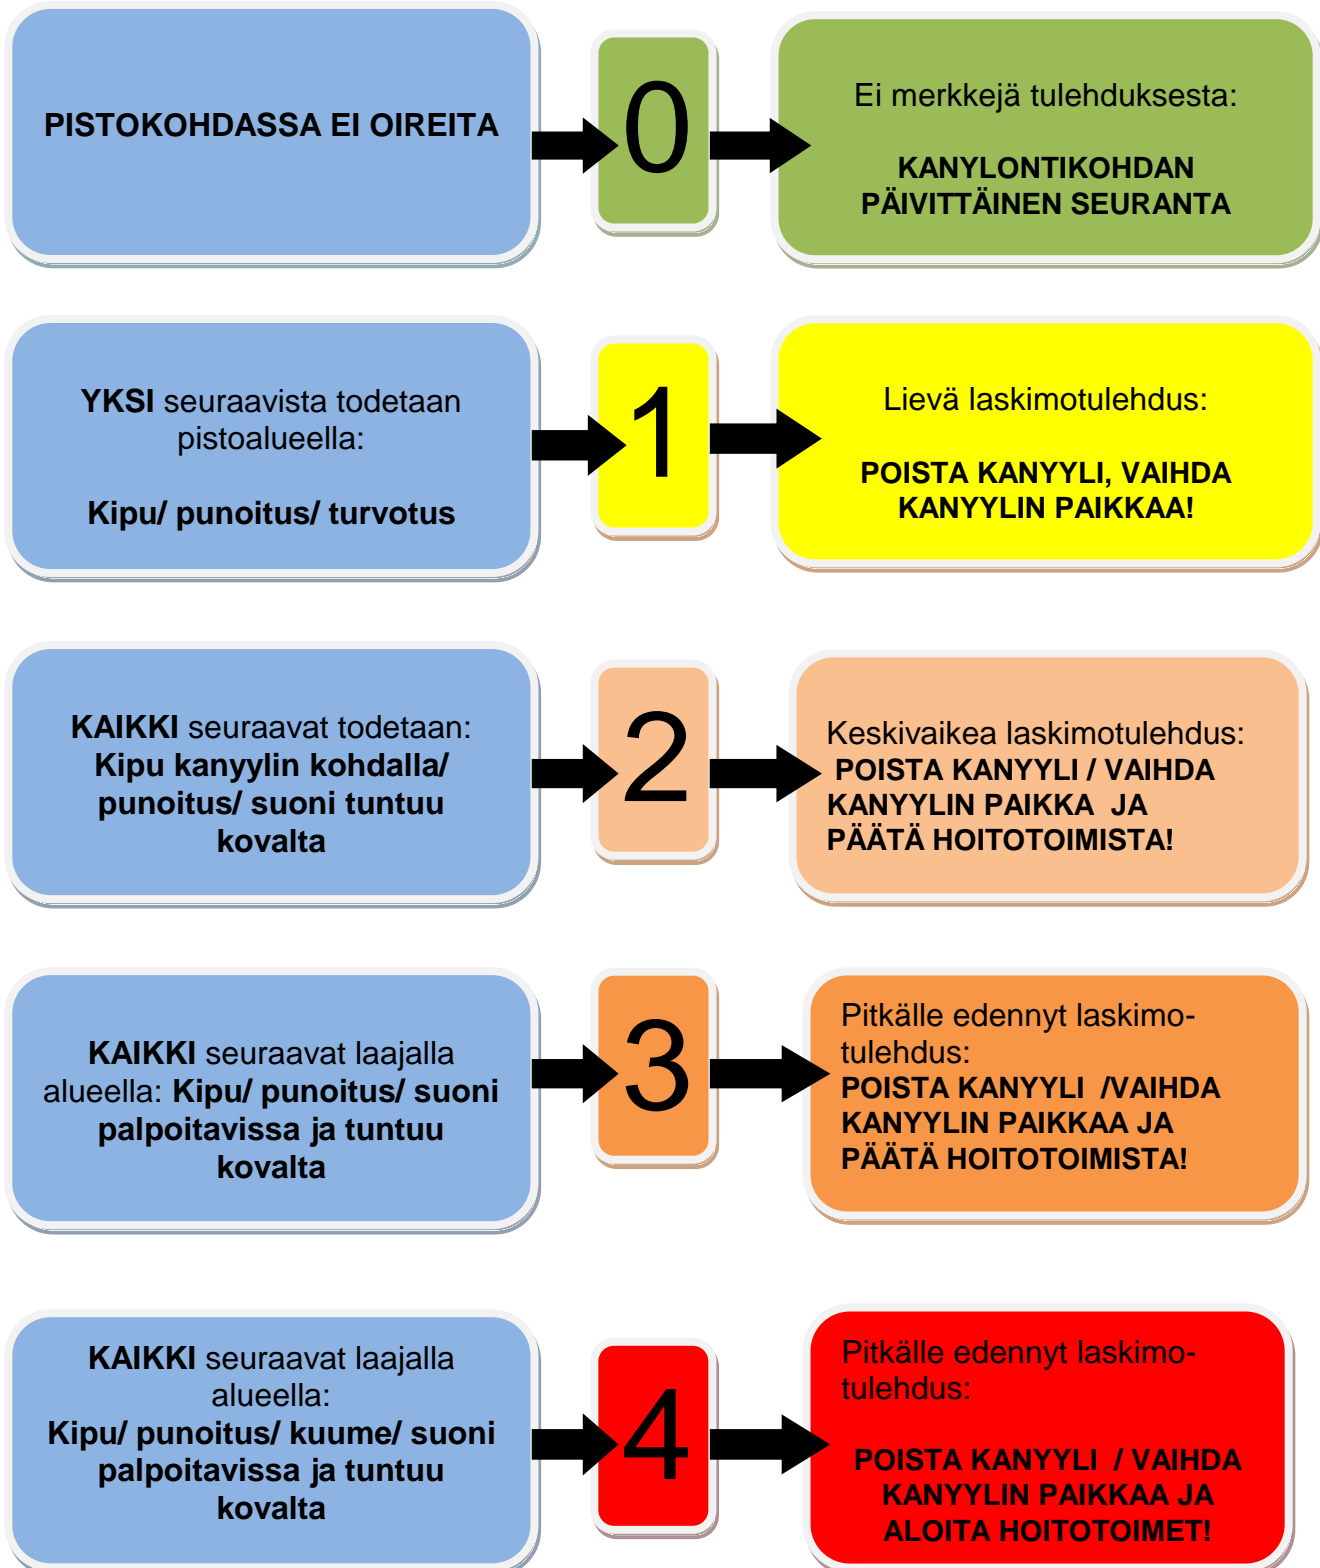 PISTOKOHDASSA EI OIREITA
0
Ei merkkejä tulehduksesta:
KANYLONTIKOHDAN
PÄIVITTÄINEN SEURANTA
YKSI seuraavista todetaan
pistoalueella:
Kipu/ punoitus/ turvotus
1
Lievä laskimotulehdus:
POISTA KANYYLI, VAIHDA
KANYYLIN PAIKKAA!
KAIKKI seuraavat todetaan:
Kipu kanyylin kohdalla/
punoitus/ suoni tuntuu
kovalta
2
Keskivaikea laskimotulehdus:
POISTA KANYYLI / VAIHDA
KANYYLIN PAIKKA JA
PÄÄTÄ HOITOTOIMISTA!
KAIKKI seuraavat laajalla
alueella: Kipu/ punoitus/ suoni
palpoitavissa ja tuntuu
kovalta
3
Pitkälle edennyt laskimo-
tulehdus:
POISTA KANYYLI /VAIHDA
KANYYLIN PAIKKAA JA
PÄÄTÄ HOITOTOIMISTA!
KAIKKI seuraavat laajalla
alueella:
Kipu/ punoitus/ kuume/ suoni
palpoitavissa ja tuntuu
kovalta
4
Pitkälle edennyt laskimo-
tulehdus:
POISTA KANYYLI / VAIHDA
KANYYLIN PAIKKAA JA
ALOITA HOITOTOIMET!